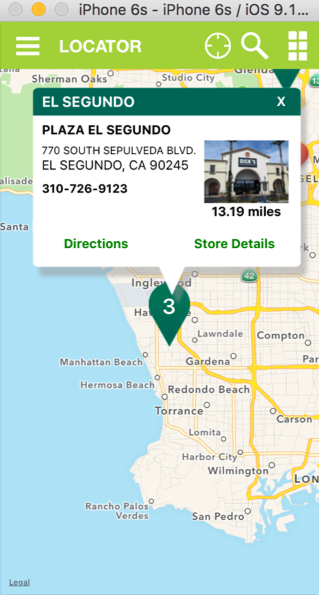 iPhone 6s - iPhone 6s / iOS 9.1...
LOCATOR
Sherman Oaks
Studio City
Glenda
EL SEGUNDO X
PLAZA EL SEGUNDO
770 SOUTH SEPULVEDA BLVD.
EL SEGUNDO, CA 90245
310-726-9123
DICK'S
13.19 miles
Directions Store Details
alisade
Santa
GEL
Inglewood
42
3
Haw
Lawndale
Compton
Manhattan Beach
Gardena
Hermosa Beach
Redondo Beach
Torrance
Carson
Lomita
Harbor City
Wilmington
LON
Rancho Palos
Verdes
San Pedro
Legal